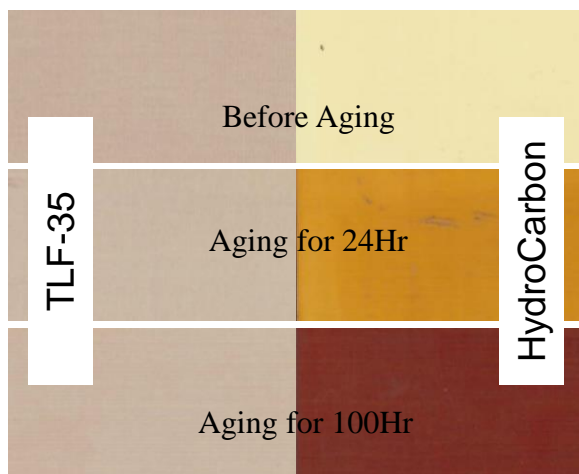 Before Aging
TLF-35
HydroCarbon
Aging for 24Hr
Aging for 100Hr